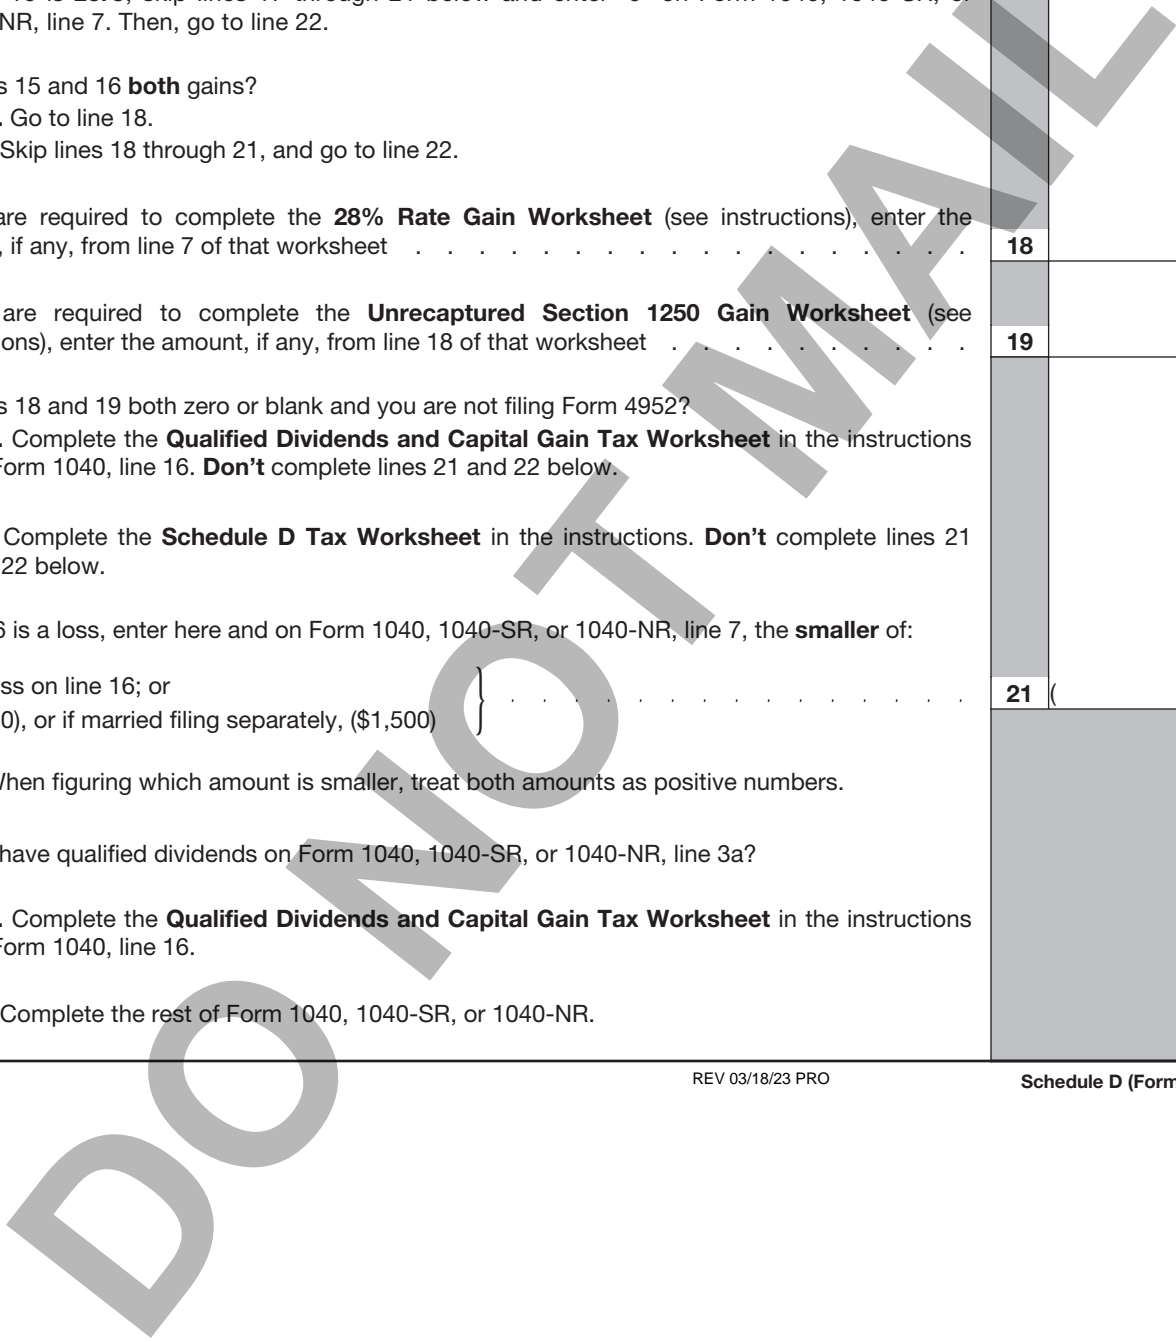 NR, line 7. Then, go to line 22.
s 15 and 16 both gains?
. Go to line 18.
Skip lines 18 through 21, and go to line 22.
are required to complete the 28% Rate Gain Worksheet (see instructions), enter the
, if any, from line 7 of that worksheet . . . . . . . . . . . . . . . . . . 18
are required to complete the Unrecaptured Section 1250 Gain Worksheet (see
ons), enter the amount, if any, from line 18 of that worksheet . . . . . . . . . . 19
s 18 and 19 both zero or blank and you are not filing Form 4952?
. Complete the Qualified Dividends and Capital Gain Tax Worksheet in the instructions
Form 1040, line 16. Don't complete lines 21 and 22 below.
Complete the Schedule D Tax Worksheet in the instructions. Don't complete lines 21
22 below.
6 is a loss, enter here and on Form 1040, 1040-SR, or 1040-NR, line 7, the smaller of:
ss on line 16; or
0), or if married filing separately, ($1,500) } . . . . . . . . . . . . . . . 21 (
When figuring which amount is smaller, treat both amounts as positive numbers.
have qualified dividends on Form 1040, 1040-SR, or 1040-NR, line 3a?
. Complete the Qualified Dividends and Capital Gain Tax Worksheet in the instructions
Form 1040, line 16.
Complete the rest of Form 1040, 1040-SR, or 1040-NR.
REV 03/18/23 PRO Schedule D (Form
DO NOT MAIL